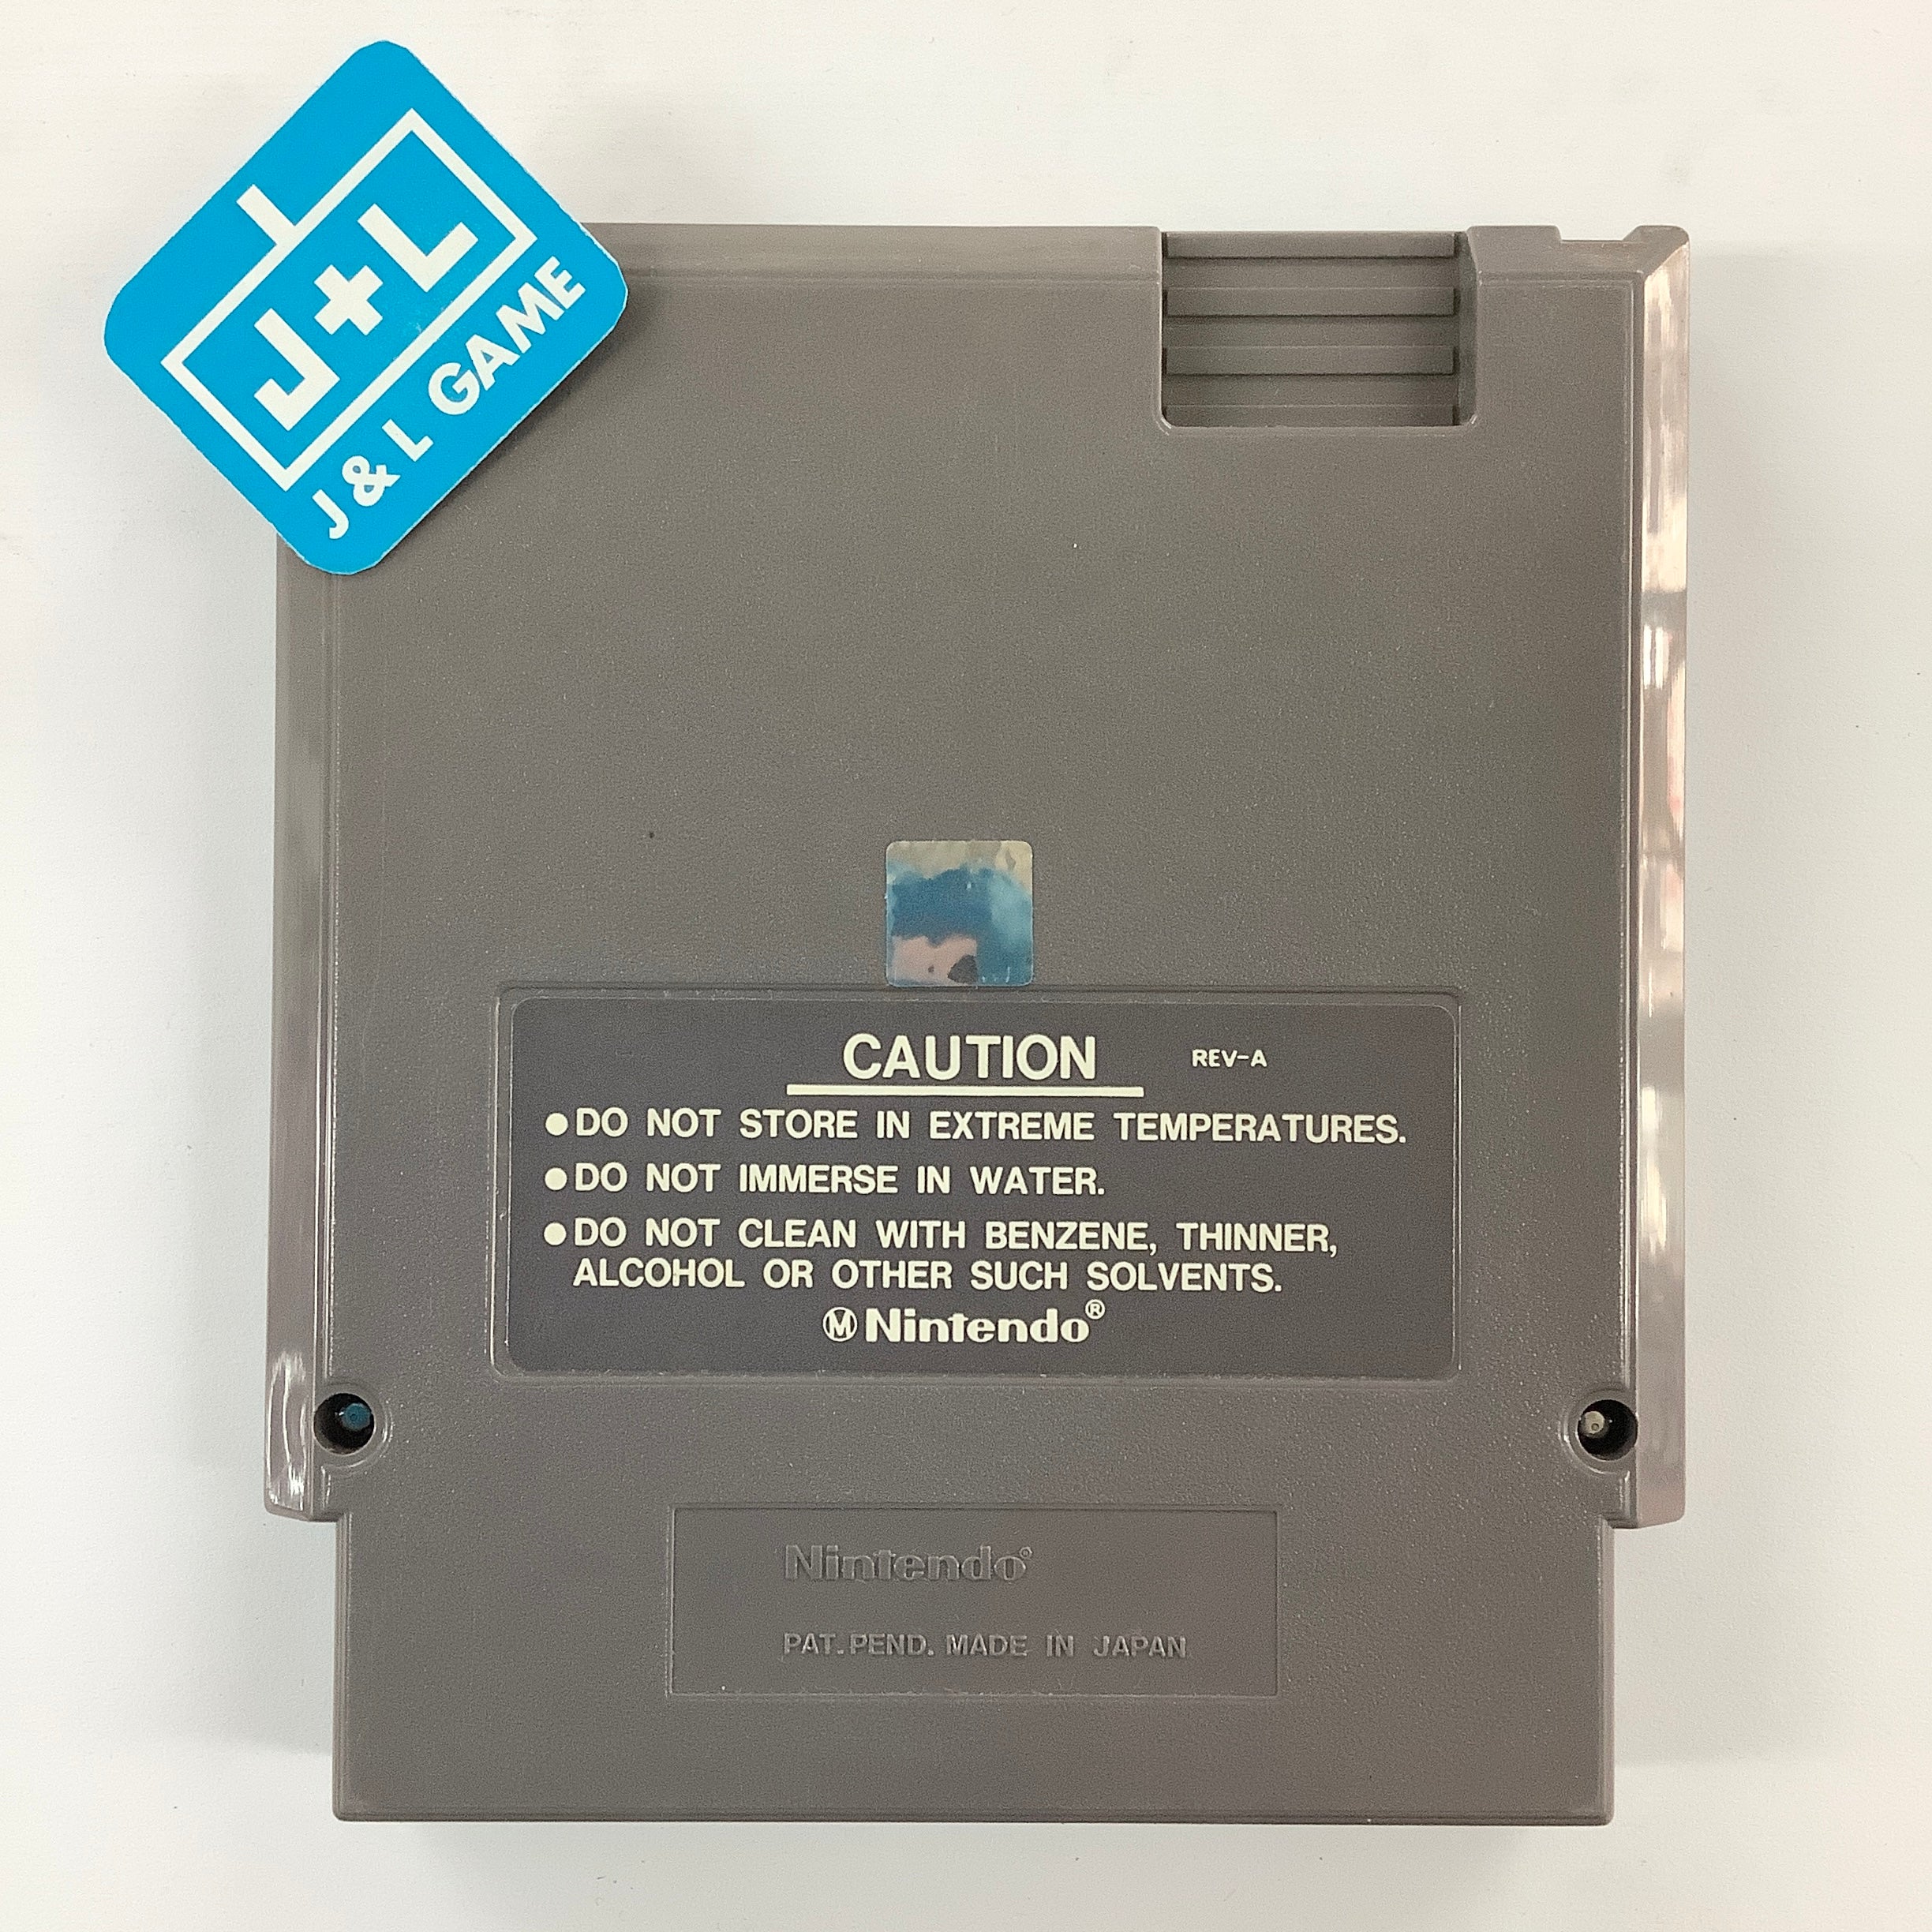 J+L
J & L GAME
CAUTION REV-A
●DO NOT STORE IN EXTREME TEMPERATURES.
●DO NOT IMMERSE IN WATER.
●DO NOT CLEAN WITH BENZENE, THINNER,
ALCOHOL OR OTHER SUCH SOLVENTS.
Ⓜ Nintendo®
Nintendo®
PAT. PEND. MADE IN JAPAN